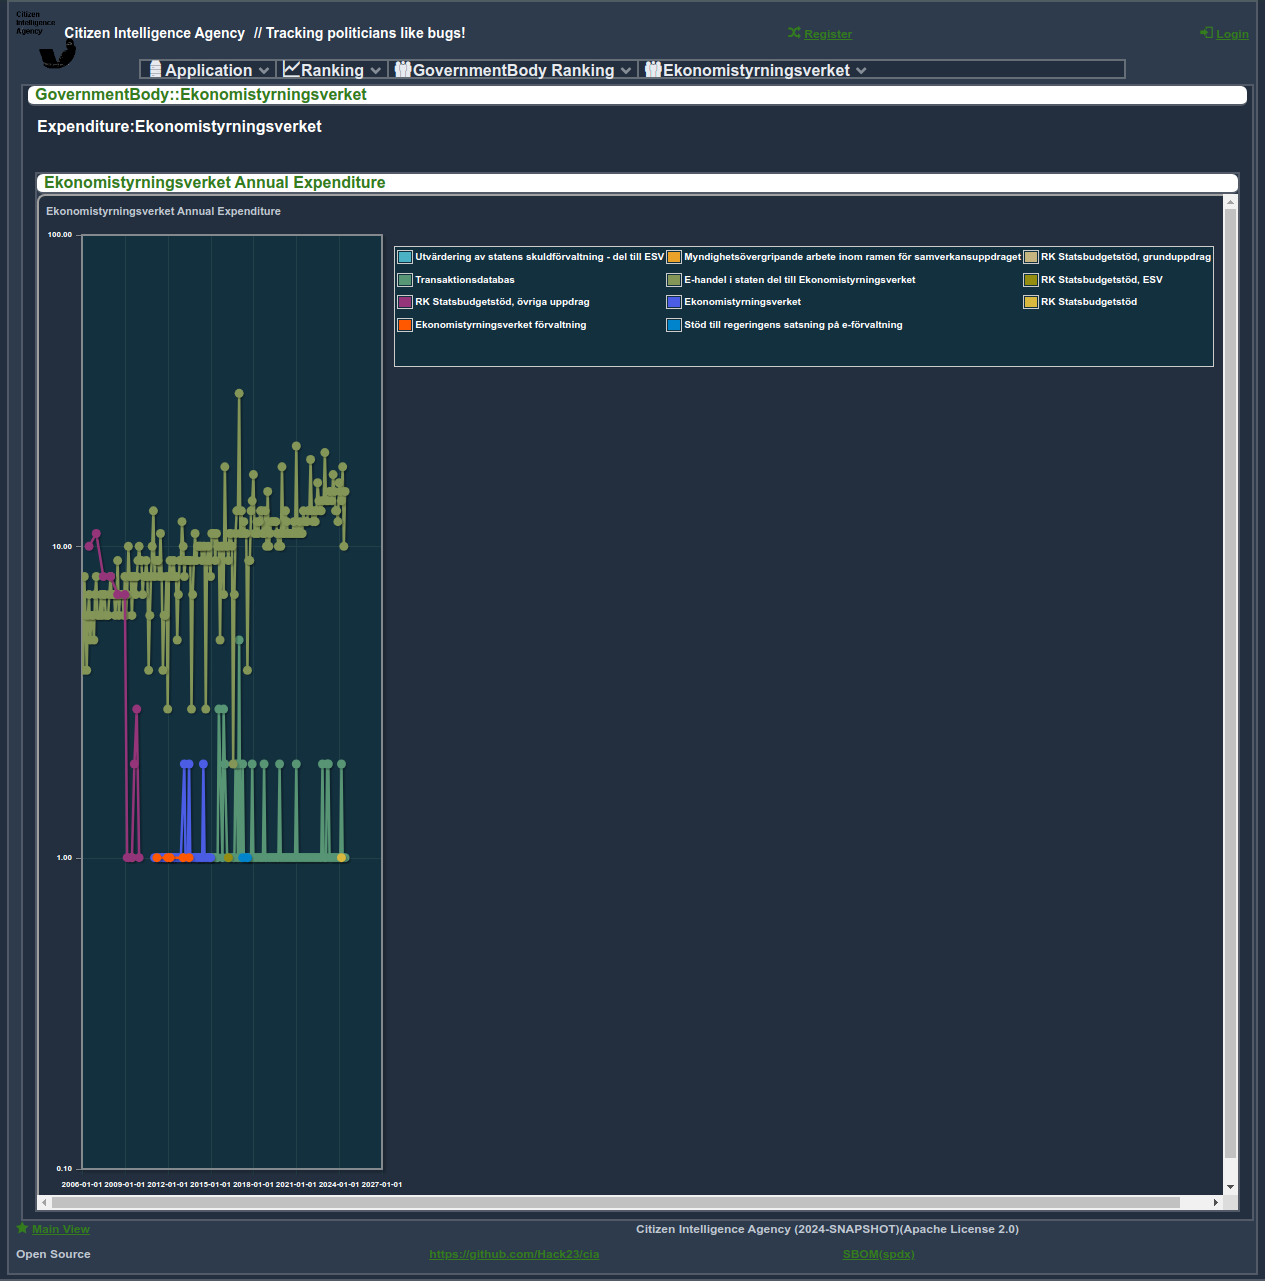 Citizen
Intelligence
Agency
Citizen Intelligence Agency // Tracking politicians like bugs!
Register
Login
Application
Ranking
GovernmentBody Ranking
Ekonomistyrningsverket
GovernmentBody::Ekonomistyrningsverket
Expenditure:Ekonomistyrningsverket
Ekonomistyrningsverket Annual Expenditure
Ekonomistyrningsverket Annual Expenditure
100.00
10.00
1.00
0.10
2006-01-01 2009-01-01 2012-01-01 2015-01-01 2018-01-01 2021-01-01 2024-01-01 2027-01-01
Utvärdering av statens skuldförvaltning - del till ESV
Myndighetsövergripande arbete inom ramen för samverkansuppdraget
RK Statsbudgetstöd, grunduppdrag
Transaktionsdatabas
E-handel i staten del till Ekonomistyrningsverket
RK Statsbudgetstöd, ESV
RK Statsbudgetstöd, övriga uppdrag
Ekonomistyrningsverket
RK Statsbudgetstöd
Ekonomistyrningsverket förvaltning
Stöd till regeringens satsning på e-förvaltning
Main View
Citizen Intelligence Agency (2024-SNAPSHOT)(Apache License 2.0)
Open Source
https://github.com/Hack23/cia
SBOM(spdx)